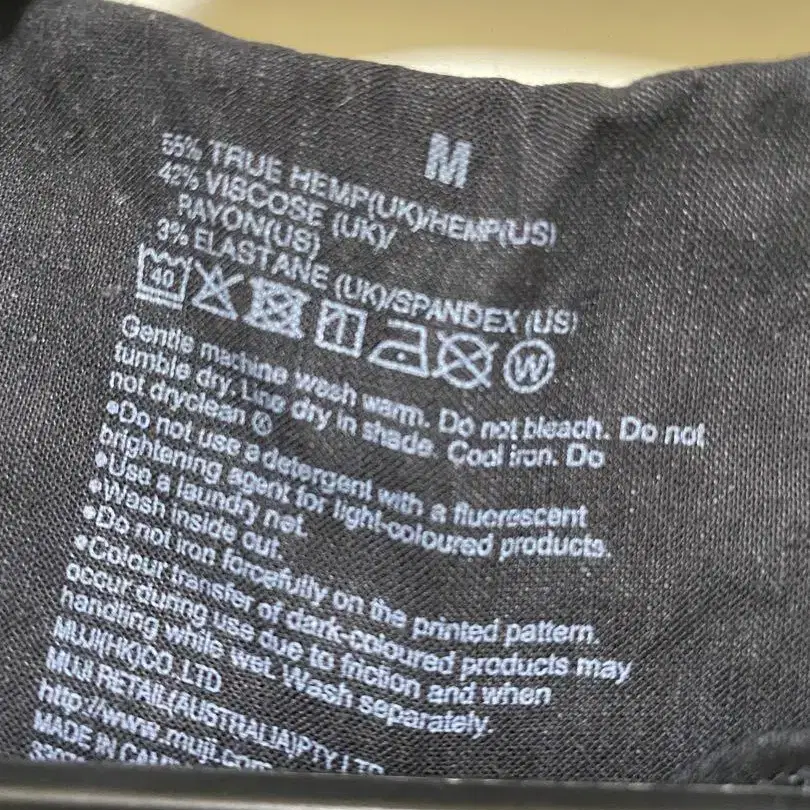 M
55% TRUE HEMP(UK)/HEMP(US)
42% VISCOSE (UK)/
RAYON(US)
3% ELASTANE (UK)/SPANDEX (US)
40 W
Gentle machine wash warm. Do not bleach. Do not
tumble dry. Line dry in shade. Cool iron. Do
not dryclean
•Do not use a detergent with a fluorescent
brightening agent for light-coloured products.
•Use a laundry net.
•Wash inside out.
•Do not iron forcefully on the printed pattern.
•Colour transfer of dark-coloured products may
occur during use due to friction and when
handling while wet. Wash separately.
MUJI(HK)CO.,LTD
MUJI RETAIL(AUSTRALIA)PTY LTD
http://www.muji.com
MADE IN